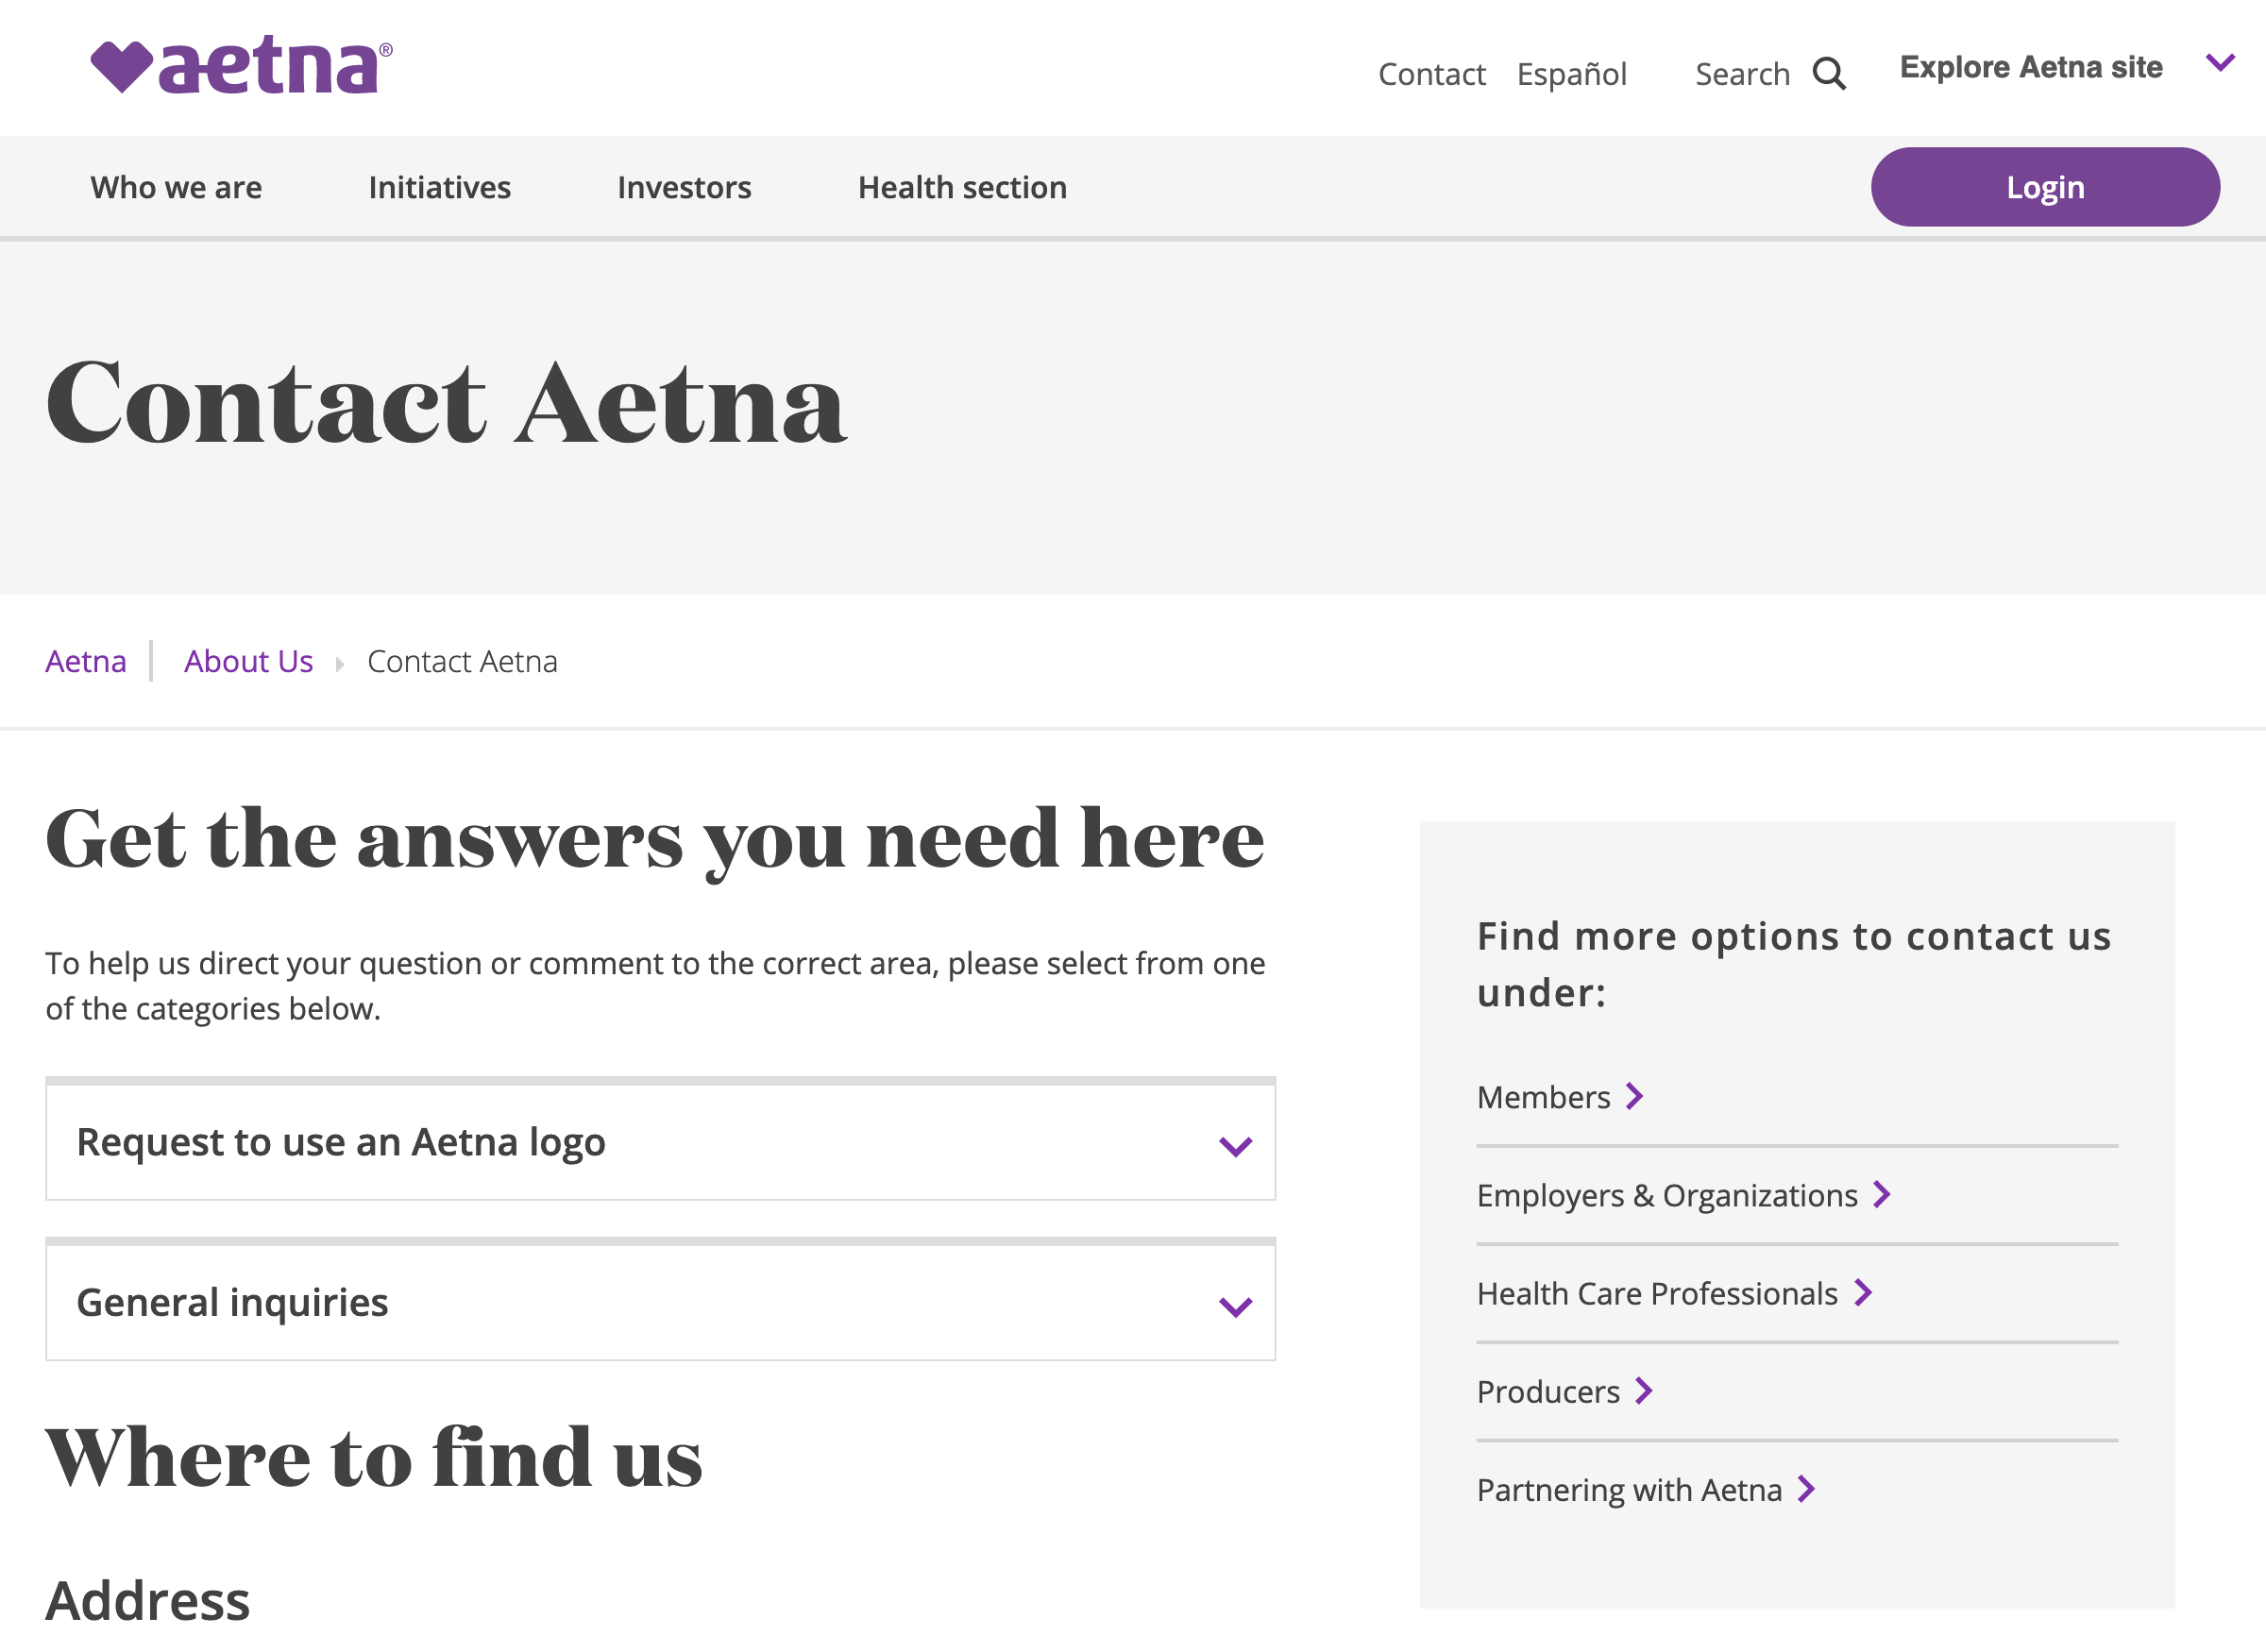 aetna®
Contact Español Search Explore Aetna site
Who we are Initiatives Investors Health section Login
Contact Aetna
Aetna About Us Contact Aetna
Get the answers you need here
To help us direct your question or comment to the correct area, please select from one
of the categories below.
Request to use an Aetna logo
General inquiries
Where to find us
Address
Find more options to contact us
under:
Members
Employers & Organizations
Health Care Professionals
Producers
Partnering with Aetna